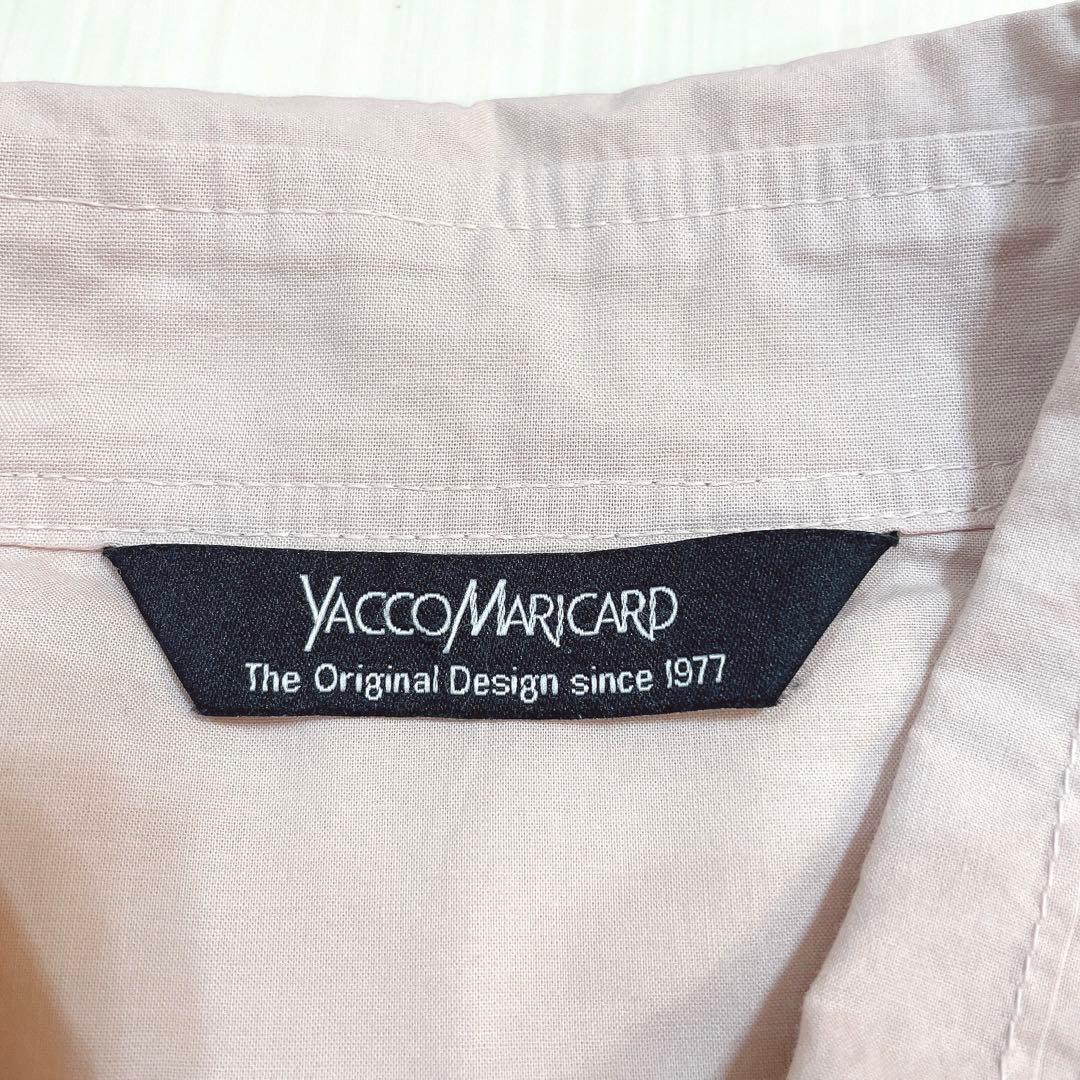 YACCOMARICARD
The Original Design since 1977